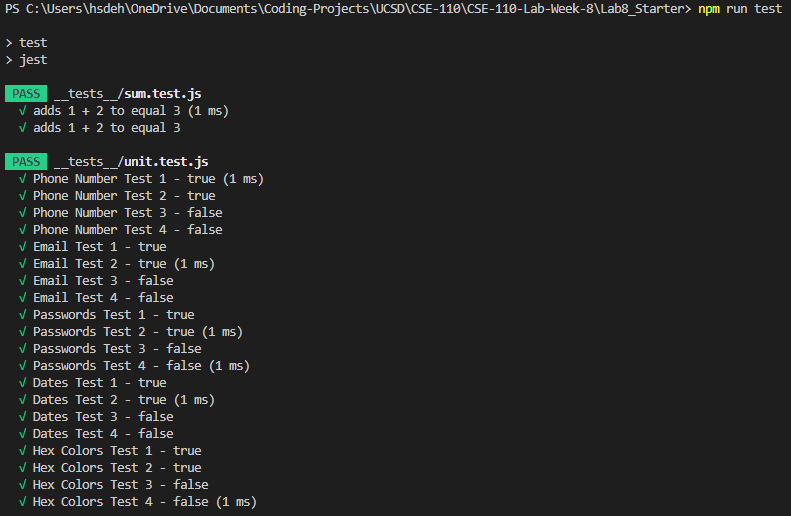 PS C:\Users\hsdeh\OneDrive\Documents\Coding-Projects\UCSD\CSE-110\CSE-110-Lab-Week-8\Lab8_Starter> npm run test
> test
> jest
PASS __tests__/sum.test.js
√ adds 1 + 2 to equal 3 (1 ms)
√ adds 1 + 2 to equal 3
PASS __tests__/unit.test.js
√ Phone Number Test 1 - true (1 ms)
√ Phone Number Test 2 - true
√ Phone Number Test 3 - false
√ Phone Number Test 4 - false
√ Email Test 1 - true
√ Email Test 2 - true (1 ms)
√ Email Test 3 - false
√ Email Test 4 - false
√ Passwords Test 1 - true
√ Passwords Test 2 - true (1 ms)
√ Passwords Test 3 - false
√ Passwords Test 4 - false (1 ms)
√ Dates Test 1 - true
√ Dates Test 2 - true (1 ms)
√ Dates Test 3 - false
√ Dates Test 4 - false
√ Hex Colors Test 1 - true
√ Hex Colors Test 2 - true
√ Hex Colors Test 3 - false
√ Hex Colors Test 4 - false (1 ms)